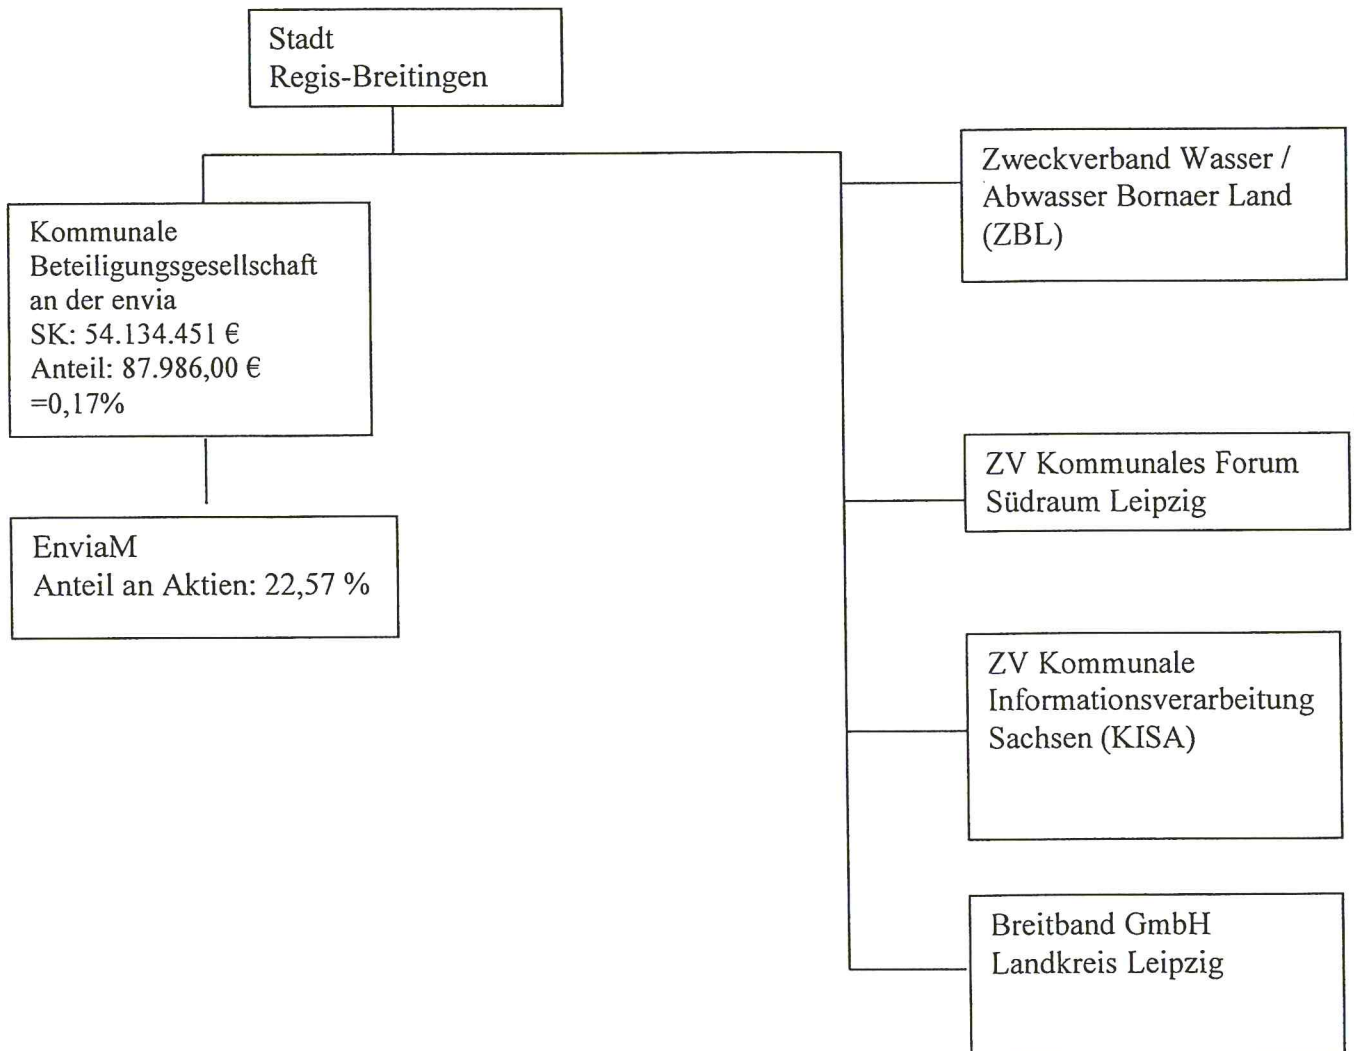 Stadt
Regis-Breitingen
Kommunale
Beteiligungsgesellschaft
an der envia
SK: 54.134.451 €
Anteil: 87.986,00 €
=0,17%
EnviaM
Anteil an Aktien: 22,57 %
Zweckverband Wasser /
Abwasser Bornaer Land
(ZBL)
ZV Kommunales Forum
Südraum Leipzig
ZV Kommunale
Informationsverarbeitung
Sachsen (KISA)
Breitband GmbH
Landkreis Leipzig